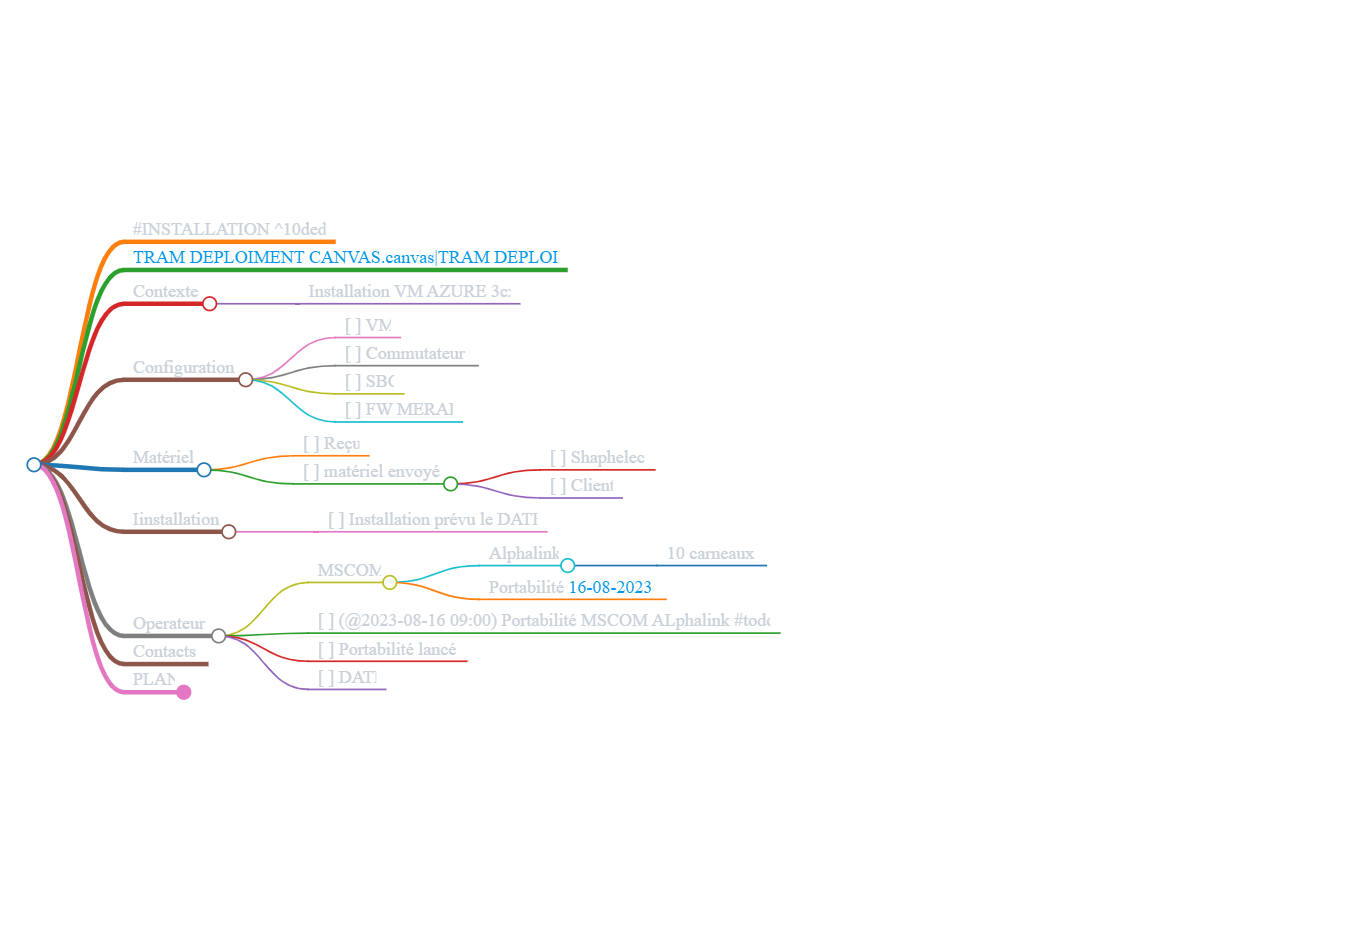 #INSTALLATION ^10ded
TRAM DEPLOIMENT CANVAS.canvas|TRAM DEPLOI
Contexte
Installation VM AZURE 3c
Configuration
[ ] VM
[ ] Commutateur
[ ] SBC
[ ] FW MERAI
Matériel
[ ] Reçu
[ ] matériel envoyé
[ ] Shaphelec
[ ] Client
Iinstallation
[ ] Installation prévu le DATE
Operateur
MSCOM
Alphalink
10 carneaux
Portabilité 16-08-2023
[ ] (@2023-08-16 09:00) Portabilité MSCOM ALphalink #todo
[ ] Portabilité lancé
[ ] DATE
Contacts
PLAN